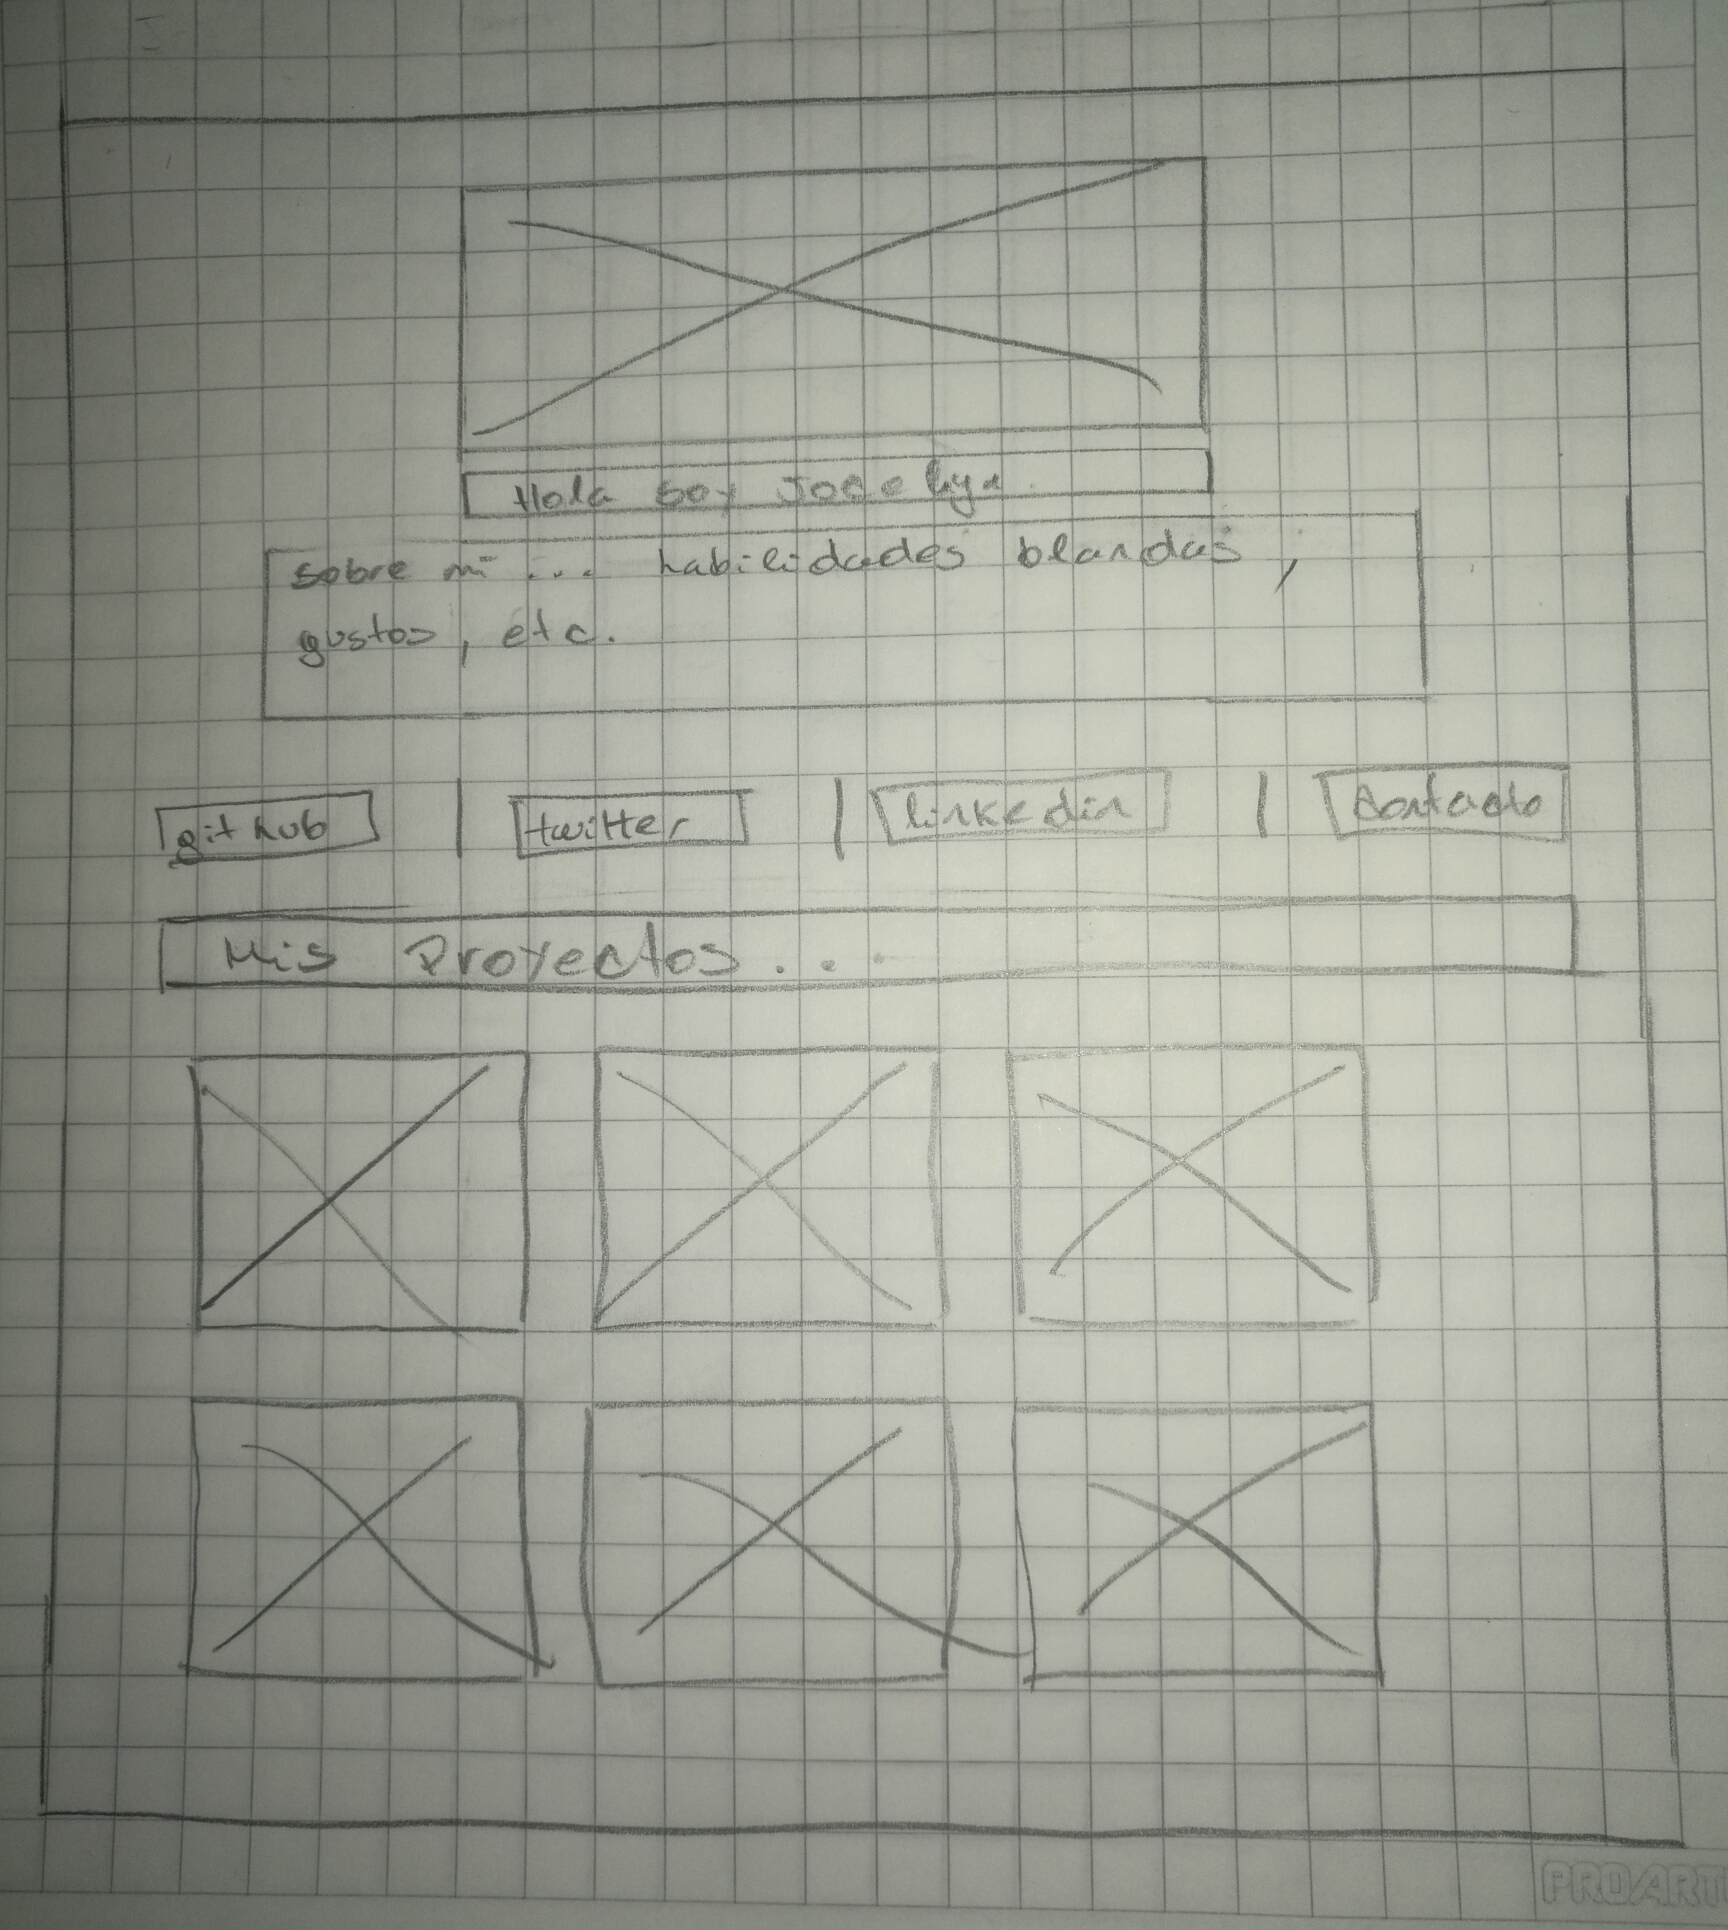 Hola soy Jocelyn.
sobre mi ... habilidades blandas,
gustos, etc.
github | twitter | linkedin | Contacto
Mis Proyectos...
PROART